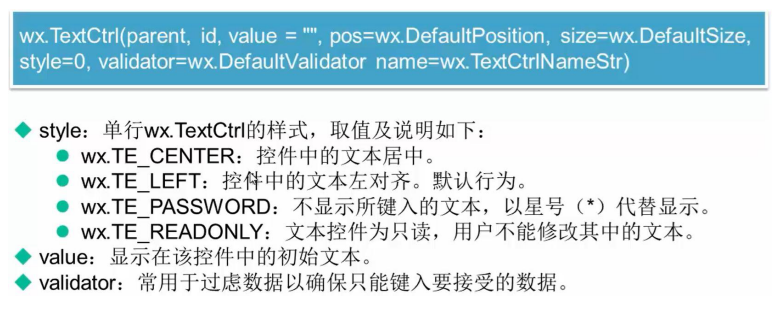 wx.TextCtrl(parent, id, value = "", pos=wx.DefaultPosition, size=wx.DefaultSize,
style=0, validator=wx.DefaultValidator name=wx.TextCtrlNameStr)
◆ style：单行wx.TextCtrl的样式，取值及说明如下：
● wx.TE_CENTER：控件中的文本居中。
● wx.TE_LEFT：控件中的文本左对齐。默认行为。
● wx.TE_PASSWORD：不显示所键入的文本，以星号（*）代替显示。
● wx.TE_READONLY：文本控件为只读，用户不能修改其中的文本。
◆ value：显示在该控件中的初始文本。
◆ validator：常用于过虑数据以确保只能键入要接受的数据。